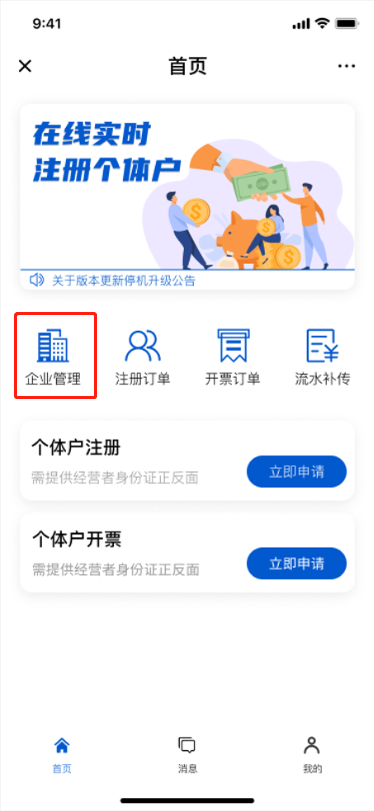 9:41
首页
在线实时
注册个体户
关于版本更新停机升级公告
企业管理
注册订单
开票订单
流水补传
个体户注册
需提供经营者身份证正反面
立即申请
个体户开票
需提供经营者身份证正反面
立即申请
首页
消息
我的